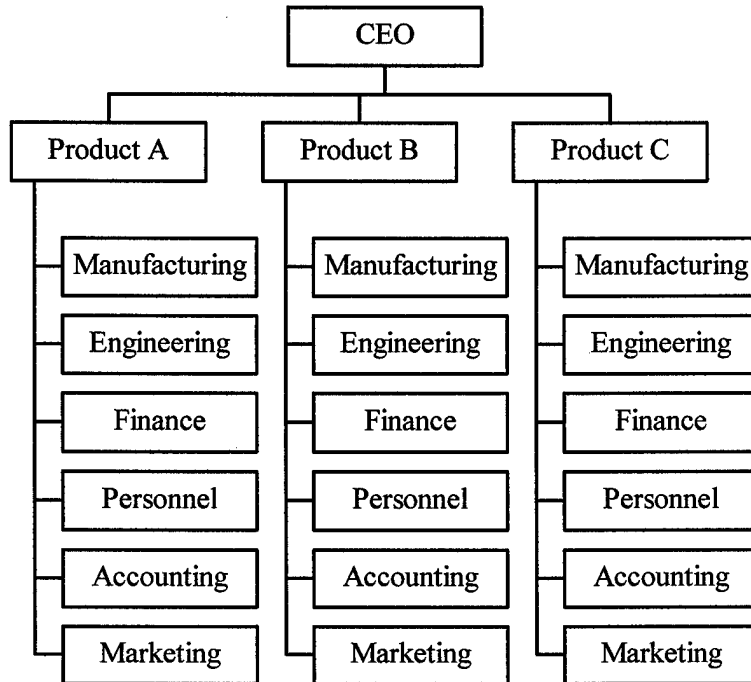 CEO
Product A
Product B
Product C
Manufacturing
Manufacturing
Manufacturing
Engineering
Engineering
Engineering
Finance
Finance
Finance
Personnel
Personnel
Personnel
Accounting
Accounting
Accounting
Marketing
Marketing
Marketing